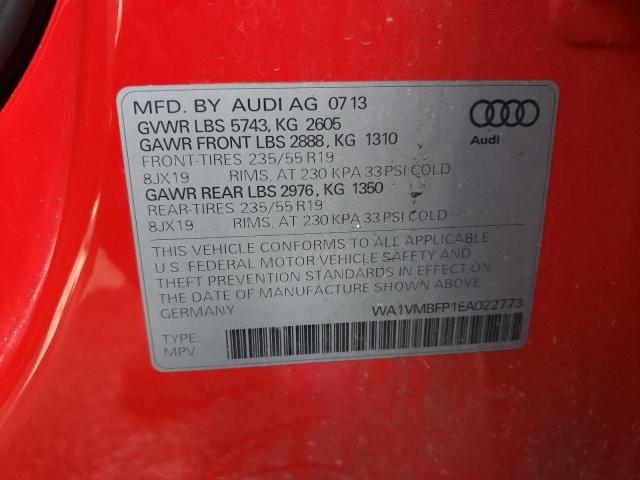 MFD. BY AUDI AG 0713
GVWR LBS 5743, KG 2605
GAWR FRONT LBS 2888, KG 1310
FRONT-TIRES 235/55 R19
8JX19 RIMS, AT 230 KPA 33 PSI COLD
GAWR REAR LBS 2976, KG 1350
REAR-TIRES 235/55 R19
8JX19 RIMS, AT 230 KPA 33 PSI COLD
Audi
THIS VEHICLE CONFORMS TO ALL APPLICABLE
U.S. FEDERAL MOTOR VEHICLE SAFETY AND
THEFT PREVENTION STANDARDS IN EFFECT ON
THE DATE OF MANUFACTURE SHOWN ABOVE.
GERMANY
WA1VMBFP1EA022773
TYPE:
MPV